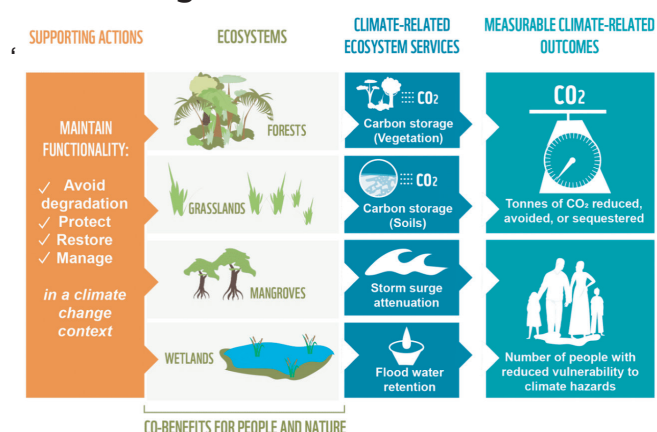 SUPPORTING ACTIONS
ECOSYSTEMS
CLIMATE-RELATED
ECOSYSTEM SERVICES
MEASURABLE CLIMATE-RELATED
OUTCOMES
‘
MAINTAIN
FUNCTIONALITY:
✓ Avoid
degradation
✓ Protect
✓ Restore
✓ Manage
in a climate
change
context
FORESTS
GRASSLANDS
MANGROVES
WETLANDS
CO2
Carbon storage
(Vegetation)
CO2
Carbon storage
(Soils)
Storm surge
attenuation
Flood water
retention
CO2
Tonnes of CO₂ reduced,
avoided, or sequestered
Number of people with
reduced vulnerability to
climate hazards
CO-BENEFITS FOR PEOPLE AND NATURE